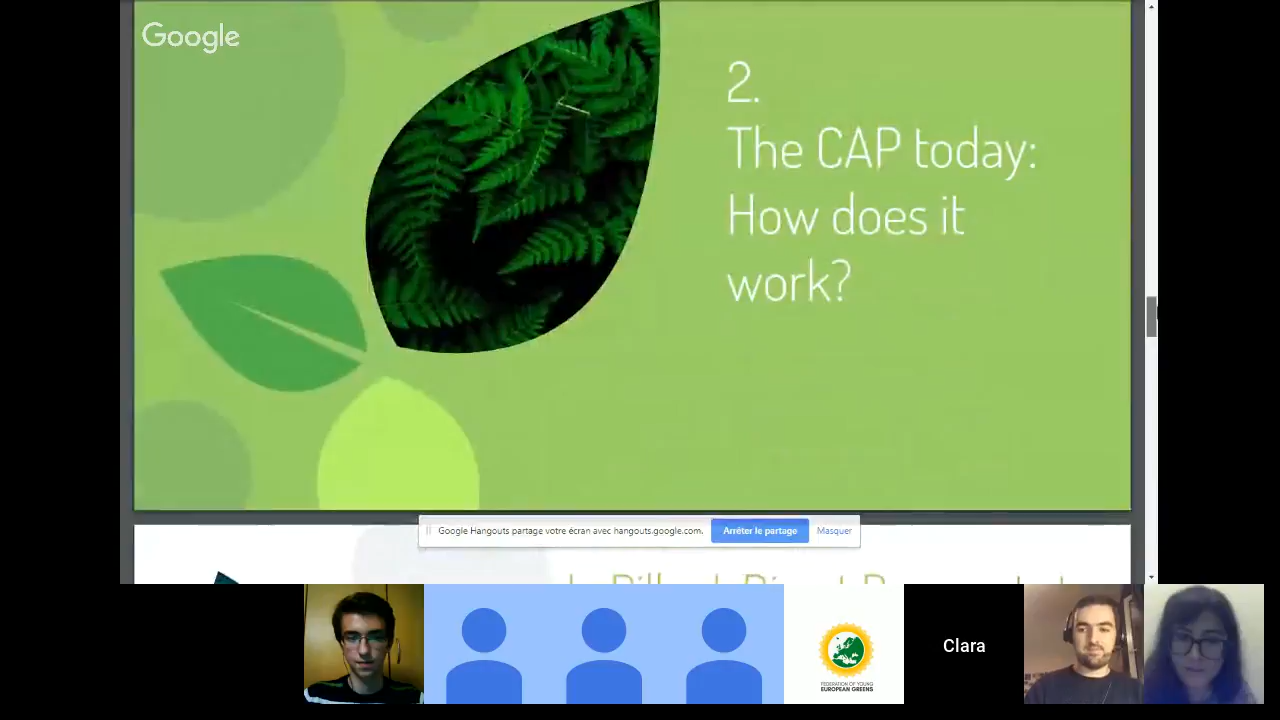 Google
2.
The CAP today:
How does it
work?
Google Hangouts partage votre écran avec hangouts.google.com.
Arrêter le partage
Masquer
FEDERATION OF YOUNG
EUROPEAN GREENS
Clara